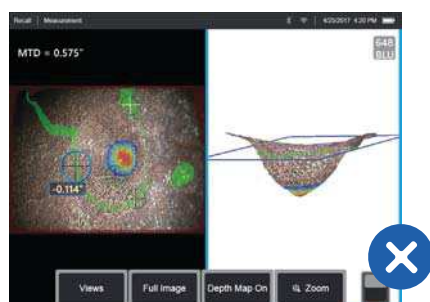 Recall | Measurement
4/25/2017 4:20 PM
MTD = 0.575"
648
BLU
-0.114"
Views
Full Image
Depth Map On
Zoom